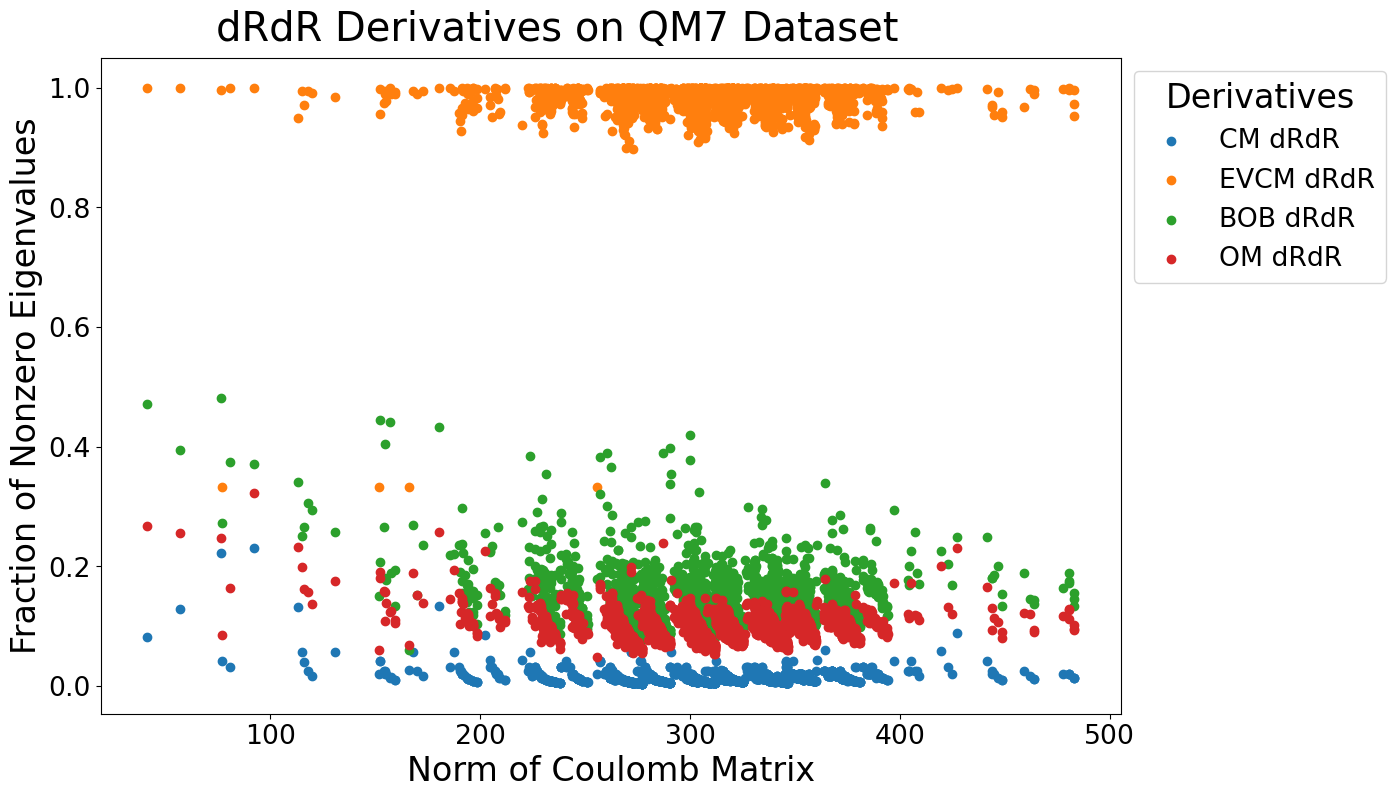 dRdR Derivatives on QM7 Dataset
Fraction of Nonzero Eigenvalues
1.0
0.8
0.6
0.4
0.2
0.0
100
200
300
400
500
Norm of Coulomb Matrix
Derivatives
CM dRdR
EVCM dRdR
BOB dRdR
OM dRdR